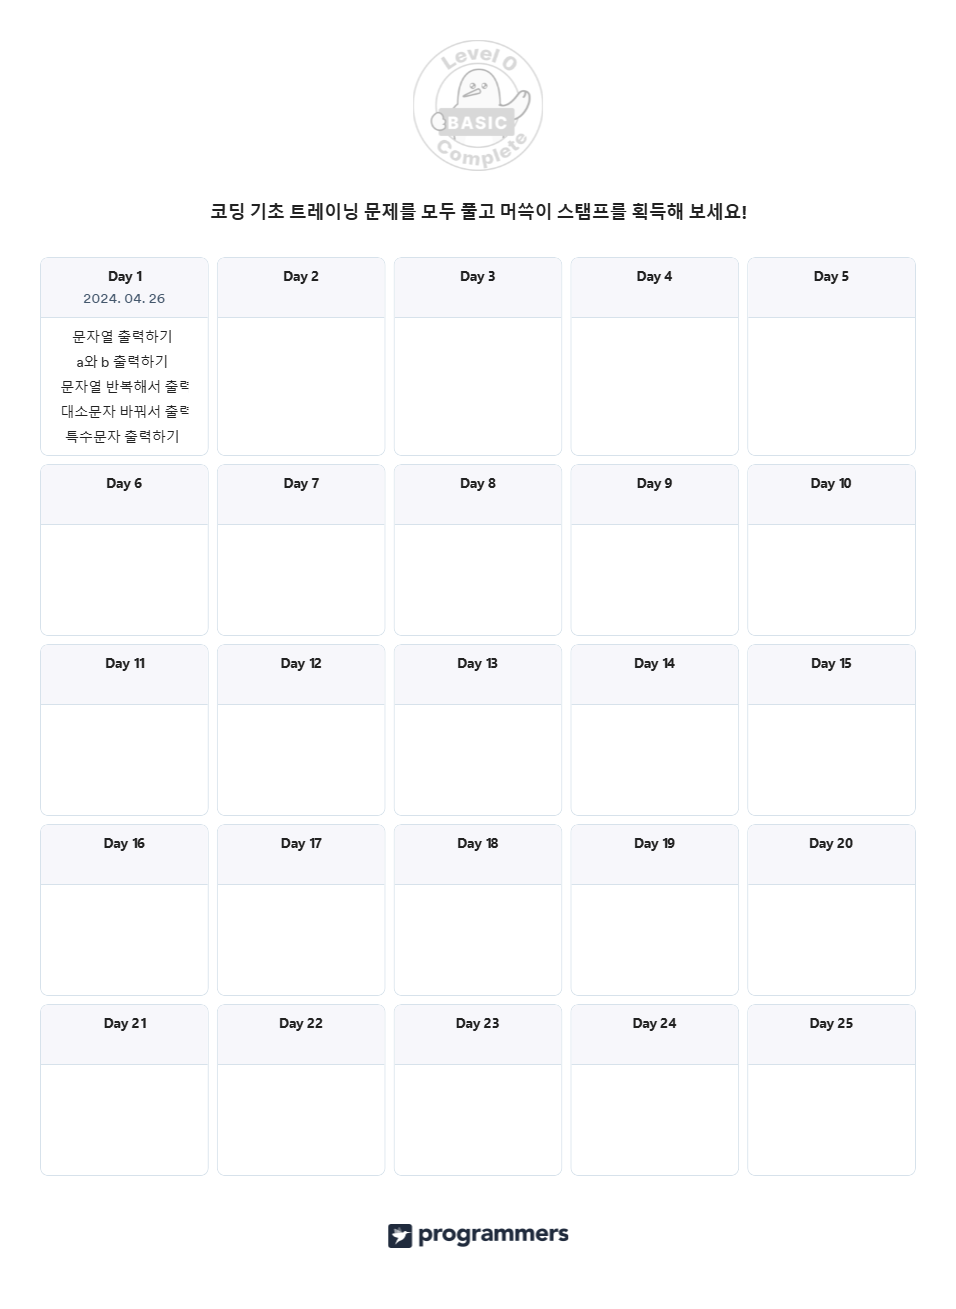 Level 0
BASIC
Complete
코딩 기초 트레이닝 문제를 모두 풀고 머쓱이 스탬프를 획득해 보세요!
Day 1
2024. 04. 26
문자열 출력하기
a와 b 출력하기
문자열 반복해서 출력
대소문자 바꿔서 출력
특수문자 출력하기
Day 2
Day 3
Day 4
Day 5
Day 6
Day 7
Day 8
Day 9
Day 10
Day 11
Day 12
Day 13
Day 14
Day 15
Day 16
Day 17
Day 18
Day 19
Day 20
Day 21
Day 22
Day 23
Day 24
Day 25
programmers